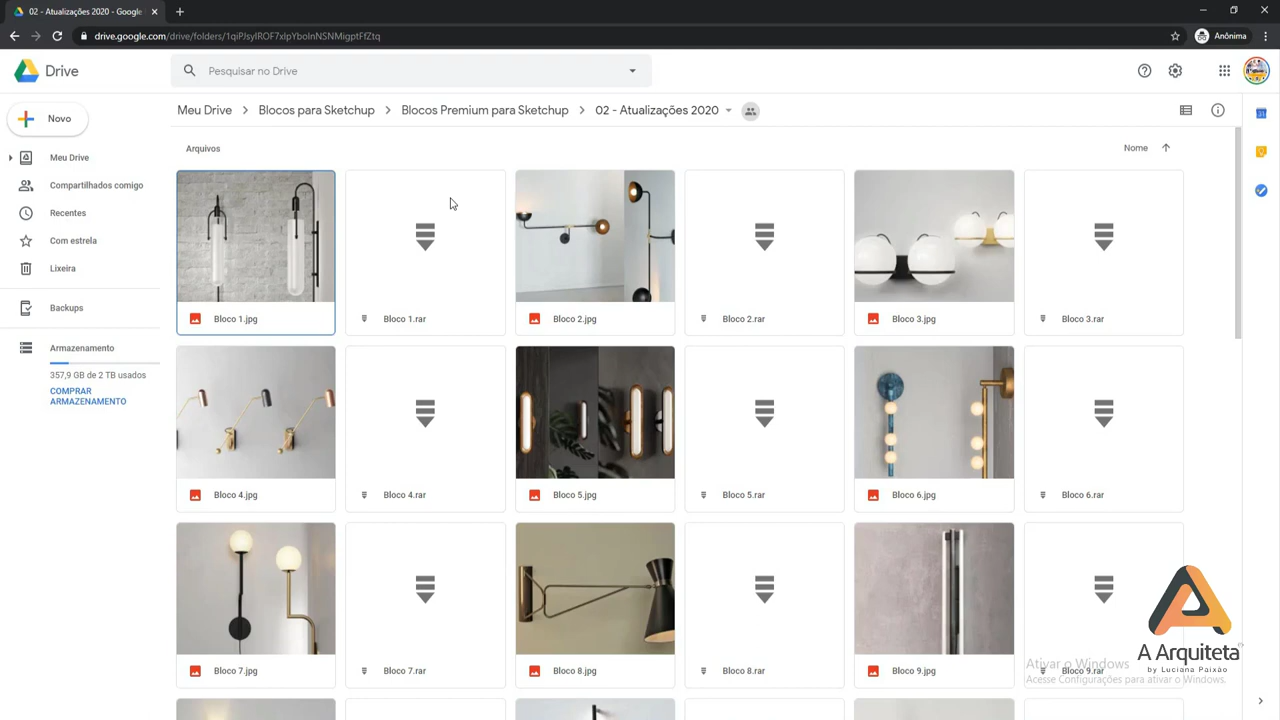 02 - Atualizações 2020 - Google
drive.google.com/drive/folders/1qiPJsyIROF7xlpYbolnNSNMigptFfZtq
Anônima
Drive
Pesquisar no Drive
Novo
Meu Drive
Compartilhados comigo
Recentes
Com estrela
Lixeira
Backups
Armazenamento
357,9 GB de 2 TB usados
COMPRAR
ARMAZENAMENTO
Meu Drive > Blocos para Sketchup > Blocos Premium para Sketchup > 02 - Atualizações 2020
Arquivos
Nome
Bloco 1.jpg
Bloco 1.rar
Bloco 2.jpg
Bloco 2.rar
Bloco 3.jpg
Bloco 3.rar
Bloco 4.jpg
Bloco 4.rar
Bloco 5.jpg
Bloco 5.rar
Bloco 6.jpg
Bloco 6.rar
Bloco 7.jpg
Bloco 7.rar
Bloco 8.jpg
Bloco 8.rar
Bloco 9.jpg
Bloco 9.rar
A Arquiteta
by Luciana Paixão
Ativar o Windows
Acesse Configurações para ativar o Windows.